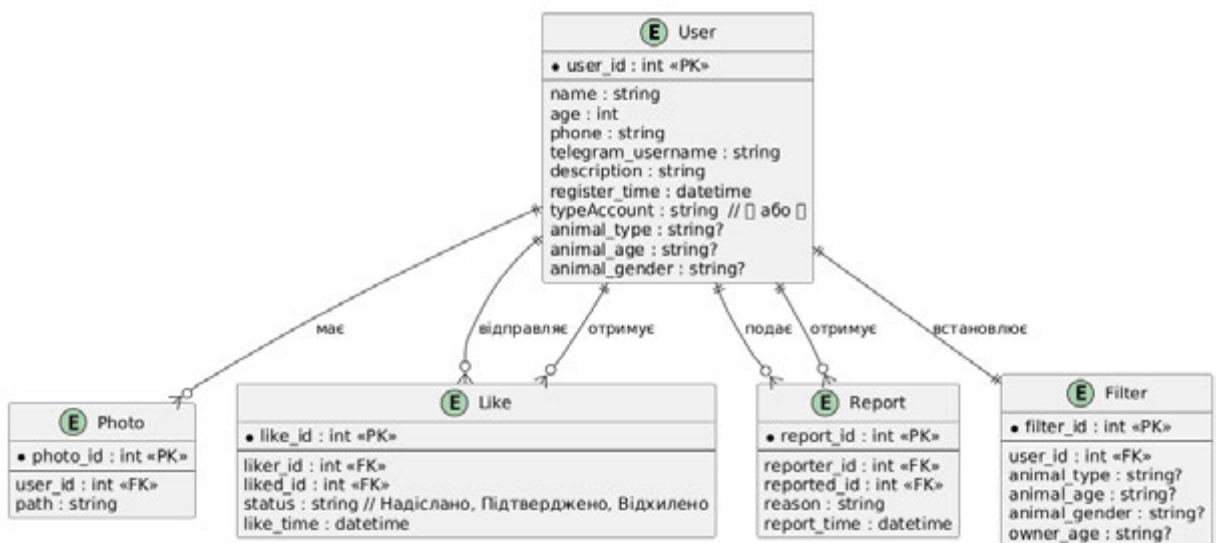 E User
* user_id : int «PK»
name : string
age : int
phone : string
telegram_username : string
description : string
register_time : datetime
typeAccount : string // або
animal_type : string?
animal_age : string?
animal_gender : string?
має
відправляє
отримує
подає
отримує
встановлює
E Photo
* photo_id : int «PK»
user_id : int «FK»
path : string
E Like
* like_id : int «PK»
liker_id : int «FK»
liked_id : int «FK»
status : string // Надіслано, Підтверджено, Відхилено
like_time : datetime
E Report
* report_id : int «PK»
reporter_id : int «FK»
reported_id : int «FK»
reason : string
report_time : datetime
E Filter
* filter_id : int «PK»
user_id : int «FK»
animal_type : string?
animal_age : string?
animal_gender : string?
owner_age : string?